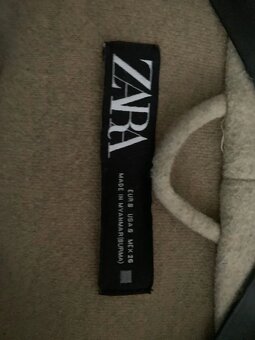 ZARA
EUR S USA S MEX 26
MADE IN MYANMAR(BURMA)